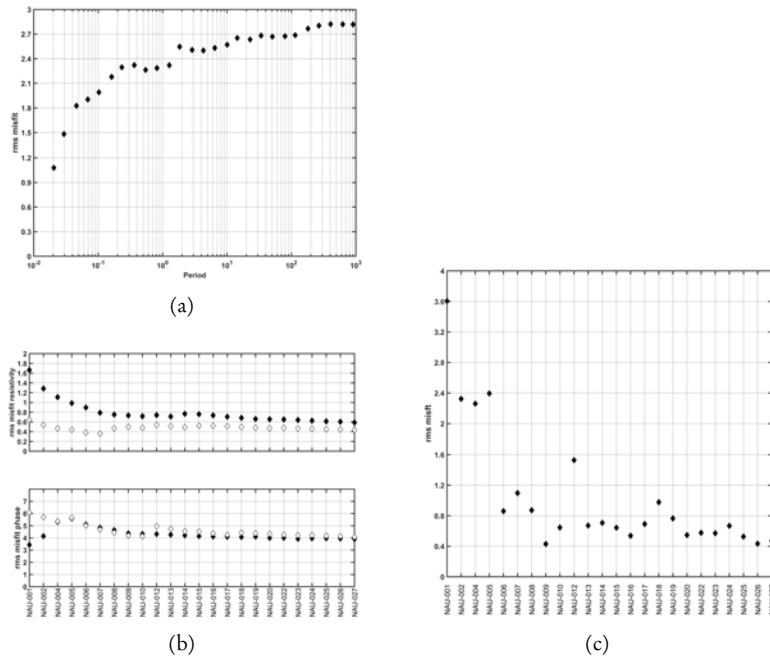 3
2.7
2.4
2.1
1.8
1.5
1.2
0.9
0.6
0.3
0
rms misfit
10-2 10-1 100 101 102 103
Period
(a)
2
1.8
1.6
1.4
1.2
1
0.8
0.6
0.4
0.2
0
rms misfit resistivity
7
6
5
4
3
2
1
0
rms misfit phase
NAU-001
NAU-002
NAU-004
NAU-005
NAU-006
NAU-007
NAU-008
NAU-009
NAU-010
NAU-012
NAU-013
NAU-014
NAU-015
NAU-016
NAU-017
NAU-018
NAU-019
NAU-020
NAU-022
NAU-023
NAU-024
NAU-025
NAU-026
NAU-027
(b)
4
3.6
3.2
2.8
2.4
2
1.6
1.2
0.8
0.4
0
rms misfit
NAU-001
NAU-002
NAU-004
NAU-005
NAU-006
NAU-007
NAU-008
NAU-009
NAU-010
NAU-012
NAU-013
NAU-014
NAU-015
NAU-016
NAU-017
NAU-018
NAU-019
NAU-020
NAU-022
NAU-023
NAU-024
NAU-025
NAU-026
(c)